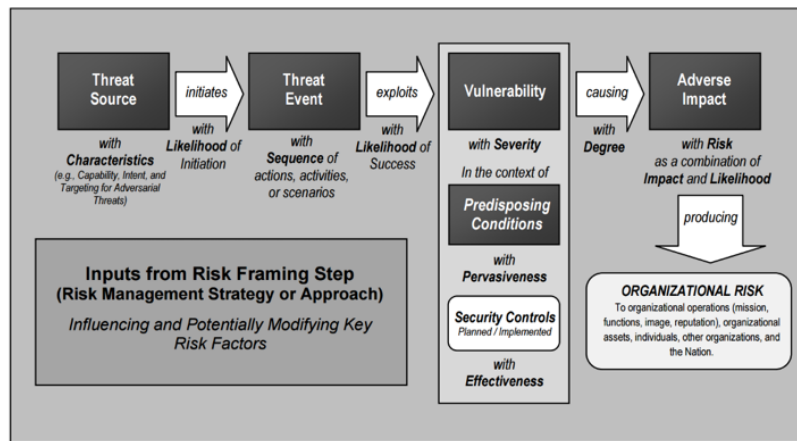 Threat
Source
initiates
Threat
Event
exploits
Vulnerability
causing
Adverse
Impact
with
Characteristics
(e.g., Capability, Intent, and
Targeting for Adversarial
Threats)
with
Likelihood of
Initiation
with
Sequence of
actions, activities,
or scenarios
with
Likelihood of
Success
with Severity
In the context of
Predisposing
Conditions
with
Pervasiveness
Security Controls
Planned / Implemented
with
Effectiveness
with
Degree
with Risk
as a combination of
Impact and Likelihood
producing
ORGANIZATIONAL RISK
To organizational operations (mission,
functions, image, reputation), organizational
assets, individuals, other organizations, and
the Nation.
Inputs from Risk Framing Step
(Risk Management Strategy or Approach)
Influencing and Potentially Modifying Key
Risk Factors